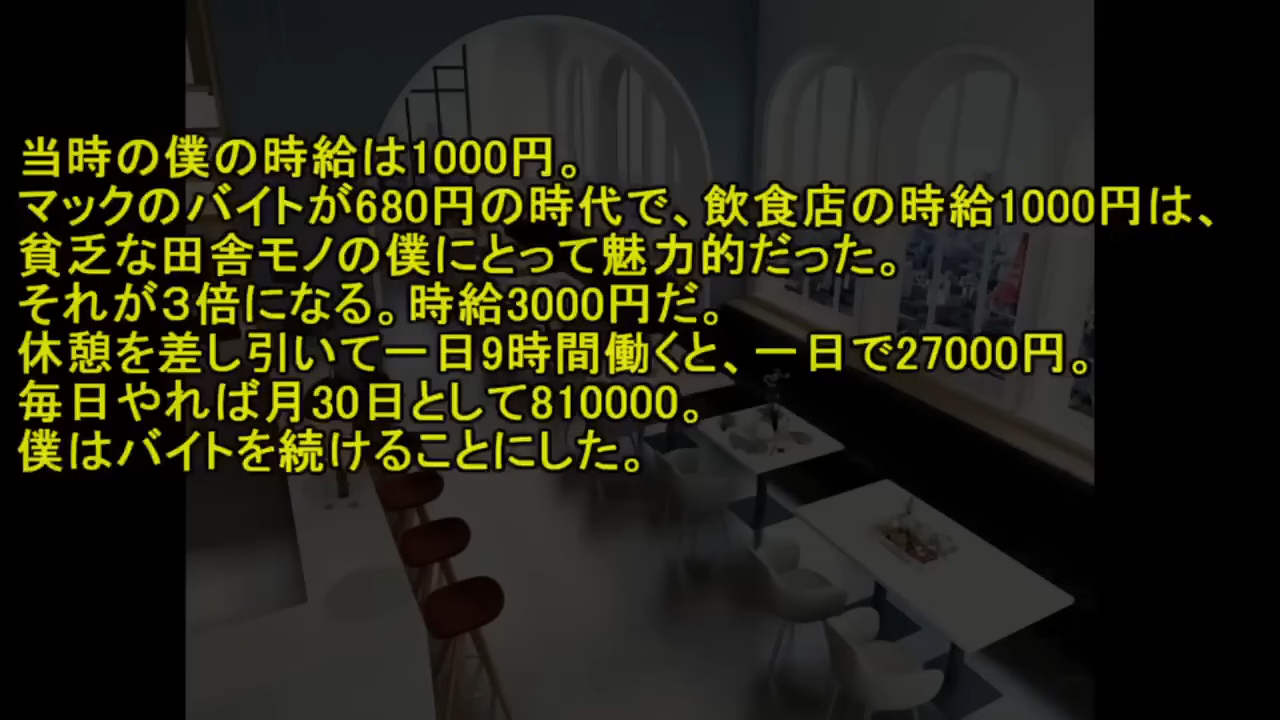 当時の僕の時給は1000円。
マックのバイトが680円の時代で、飲食店の時給1000円は、
貧乏な田舎モノの僕にとって魅力的だった。
それが３倍になる。時給3000円だ。
休憩を差し引いて一日9時間働くと、一日で27000円。
毎日やれば月30日として810000。
僕はバイトを続けることにした。